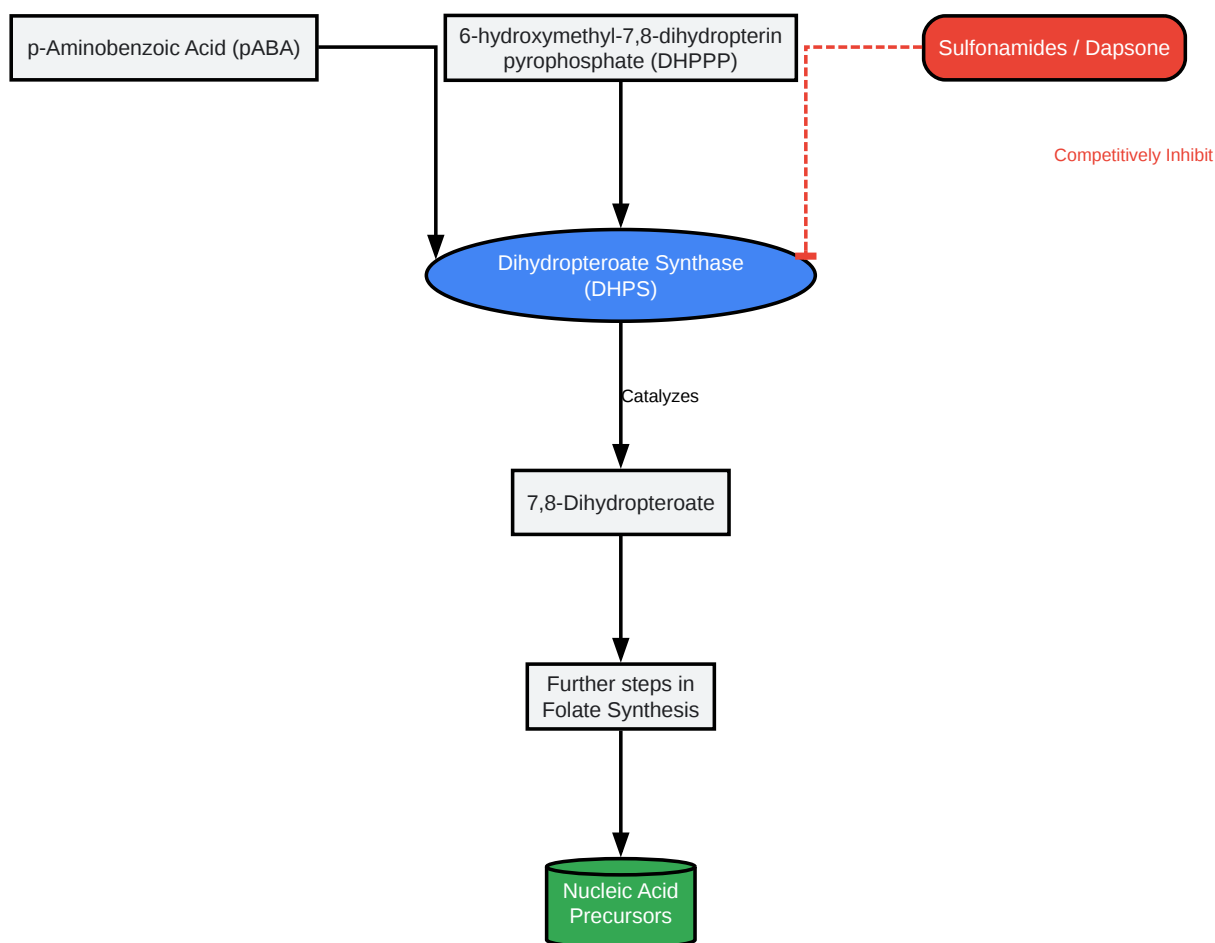 p-Aminobenzoic Acid (pABA)
6-hydroxymethyl-7,8-dihydropterin
pyrophosphate (DHPPP)
Sulfonamides / Dapsone
Competitively Inhibit
Dihydropteroate Synthase
(DHPS)
Catalyzes
7,8-Dihydropteroate
Further steps in
Folate Synthesis
Nucleic Acid
Precursors